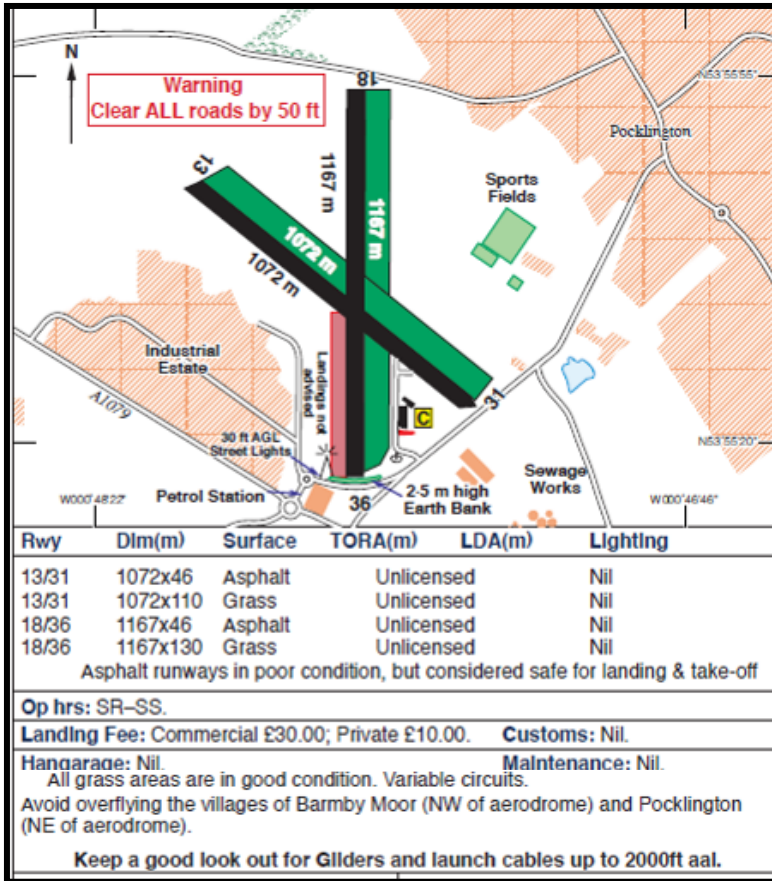 N
Warning
Clear ALL roads by 50 ft
18
N53°55'55"
Pocklington
13
1167 m
1167 m
Sports
Fields
1072 m
1072 m
Industrial
Estate
Landings not
advised
A1079
C
31
30 ft AGL
Street Lights
N53°55'20"
Petrol Station
36
2-5 m high
Earth Bank
Sewage
Works
W000°48'22"
W000°46'46"
Rwy Dim(m) Surface TORA(m) LDA(m) Lighting
13/31 1072x46 Asphalt Unlicensed Nil
13/31 1072x110 Grass Unlicensed Nil
18/36 1167x46 Asphalt Unlicensed Nil
18/36 1167x130 Grass Unlicensed Nil
Asphalt runways in poor condition, but considered safe for landing & take-off
Op hrs: SR–SS.
Landing Fee: Commercial £30.00; Private £10.00. Customs: Nil.
Hangarage: Nil. Maintenance: Nil.
All grass areas are in good condition. Variable circuits.
Avoid overflying the villages of Barmby Moor (NW of aerodrome) and Pocklington
(NE of aerodrome).
Keep a good look out for Gliders and launch cables up to 2000ft aal.